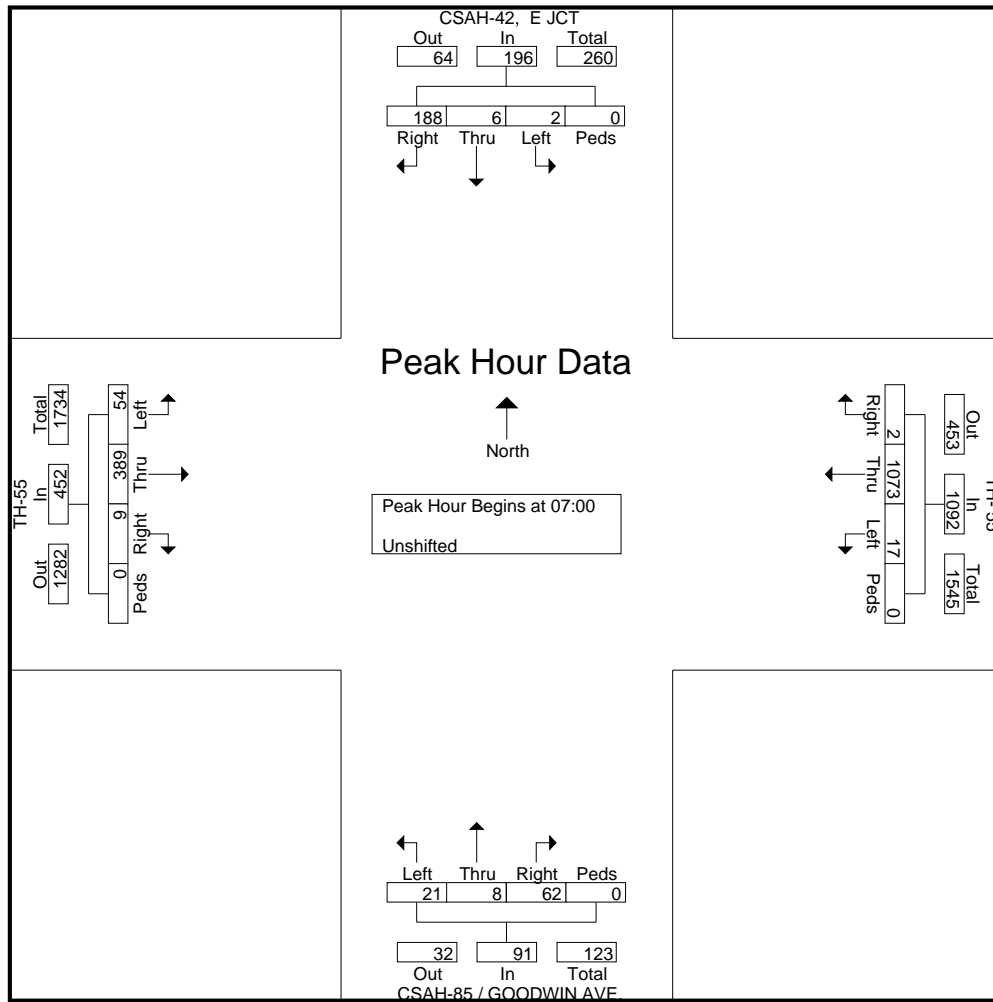 CSAH-42, E JCT
Out In Total
64 196 260
188 6 2 0
Right Thru Left Peds
Peak Hour Data
North
Peak Hour Begins at 07:00
Unshifted
TH-55
Total In Out
1734 452 1282
54 389 9 0
Left Thru Right Peds
Right Thru Left Peds
2 1073 17 0
453 1092 1545
Out In Total
TH-55
Left Thru Right Peds
21 8 62 0
32 91 123
Out In Total
CSAH-85 / GOODWIN AVE.